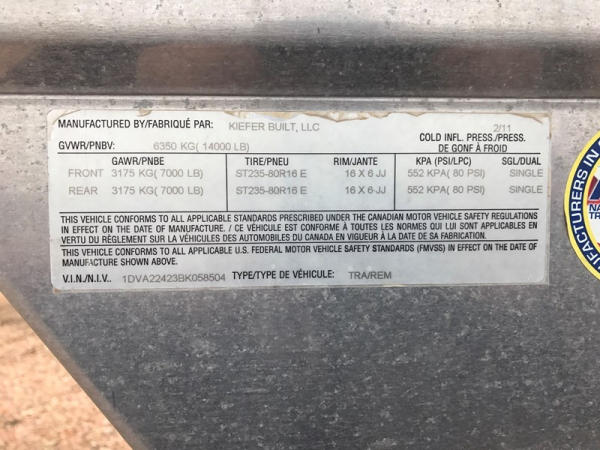 MANUFACTURED BY/FABRIQUÉ PAR: KIEFER BUILT, LLC 2/11
GVWR/PNBV: 6350 KG( 14000 LB) COLD INFL. PRESS./PRESS. DE GONF À FROID
GAWR/PNBE TIRE/PNEU RIM/JANTE KPA (PSI/LPC) SGL/DUAL
FRONT 3175 KG( 7000 LB) ST235-80R16 E 16 X 6 JJ 552 KPA( 80 PSI) SINGLE
REAR 3175 KG( 7000 LB) ST235-80R16 E 16 X 6-JJ 552 KPA( 80 PSI) SINGLE
THIS VEHICLE CONFORMS TO ALL APPLICABLE STANDARDS PRESCRIBED UNDER THE CANADIAN MOTOR VEHICLE SAFETY REGULATIONS
IN EFFECT ON THE DATE OF MANUFACTURE. / CE VÉHICULE EST CONFORME À TOUTES LES NORMES QUI LUI SONT APPLICABLES EN
VERTU DU RÈGLEMENT SUR LA VÉHICULES DES AUTOMOBILES DU CANADA EN VIGUEUR À LA DATE DE SA FABRICATION.
THIS VEHICLE CONFORMS TO ALL APPLICABLE U.S. FEDERAL MOTOR VEHICLE SAFETY STANDARDS (FMVSS) IN EFFECT ON THE DATE OF
MANUFACTURE SHOWN ABOVE.
V.I.N./N.I.V.. 1DVA22423BK058504 TYPE/TYPE DE VÉHICULE: TRA/REM
NA
TRA